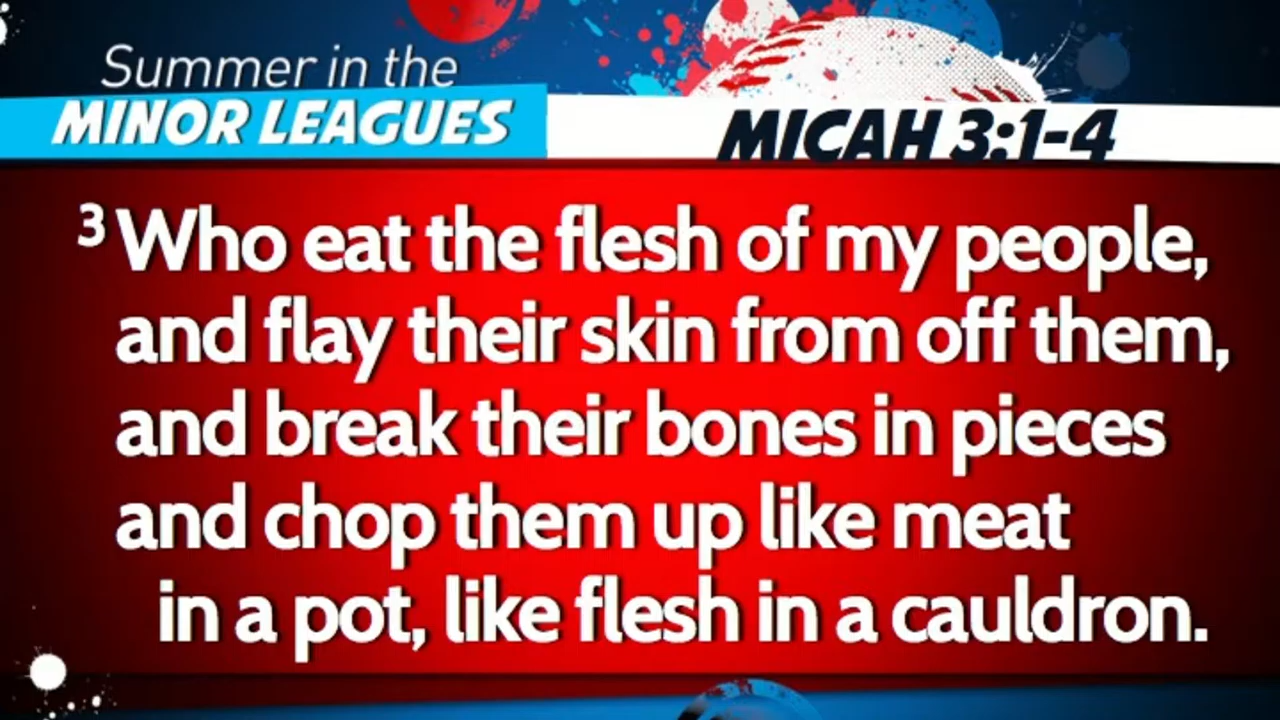 Summer in the
MINOR LEAGUES
MICAH 3:1-4
3 Who eat the flesh of my people,
and flay their skin from off them,
and break their bones in pieces
and chop them up like meat
in a pot, like flesh in a cauldron.